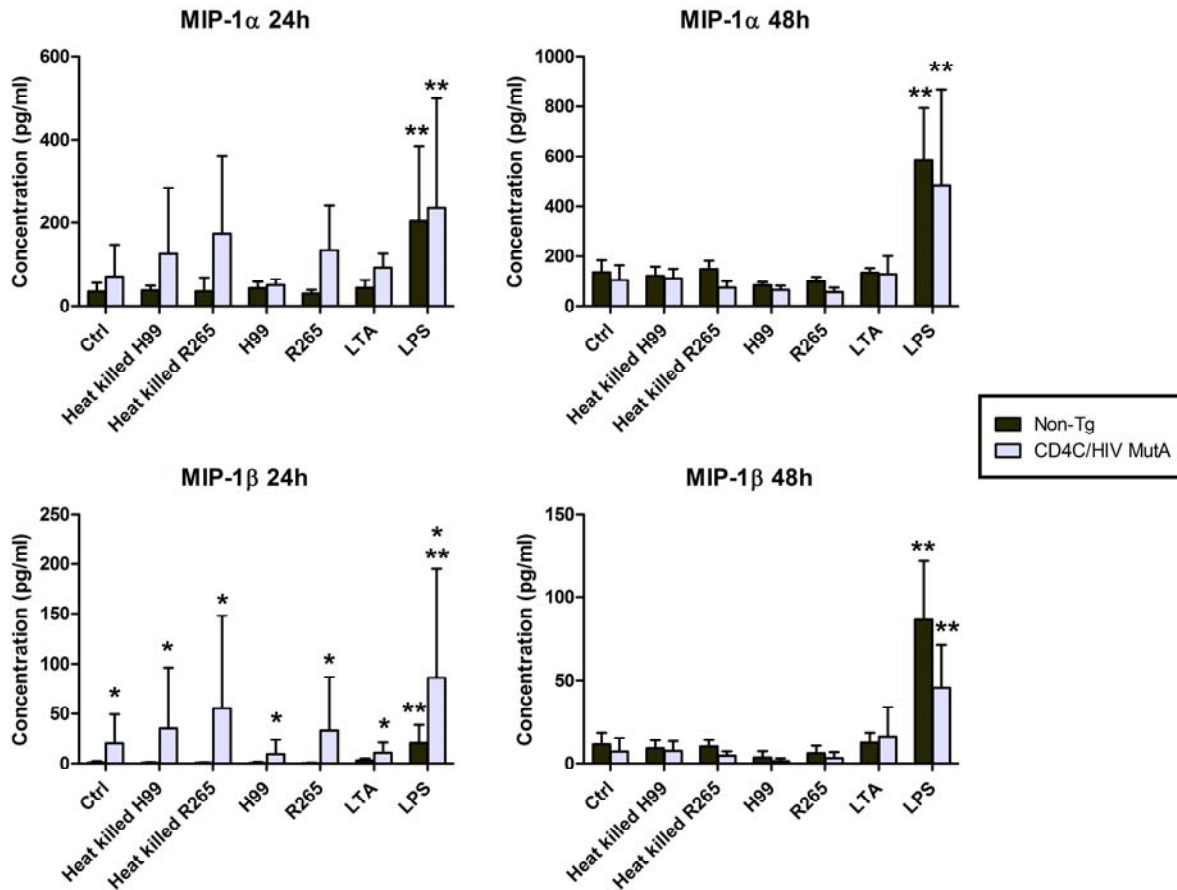 MIP-1α 24h
Concentration (pg/ml)
600
400
200
0
**
**
Ctrl
Heat killed H99
Heat killed R265
H99
R265
LTA
LPS
MIP-1α 48h
Concentration (pg/ml)
1000
800
600
400
200
0
**
**
Ctrl
Heat killed H99
Heat killed R265
H99
R265
LTA
LPS
Non-Tg
CD4C/HIV MutA
MIP-1β 24h
Concentration (pg/ml)
250
200
150
100
50
0
*
*
*
*
*
*
**
*
**
Ctrl
Heat killed H99
Heat killed R265
H99
R265
LTA
LPS
MIP-1β 48h
Concentration (pg/ml)
150
100
50
0
**
**
Ctrl
Heat killed H99
Heat killed R265
H99
R265
LTA
LPS